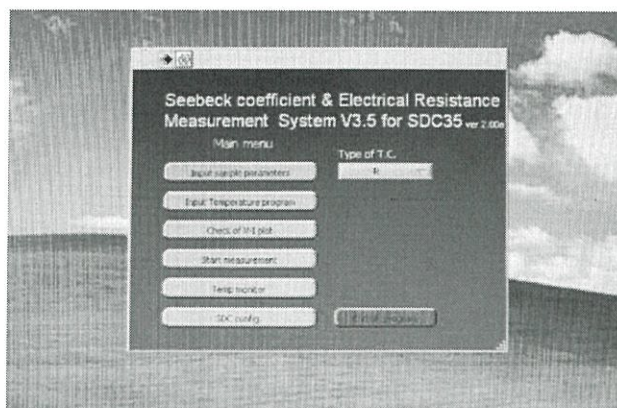 Seebeck coefficient & Electrical Resistance
Measurement System V3.5 for SDC35 ver 2.00e
Main menu
Type of T.C.
Input sample parameters
R
Input Temperature program
Check of V-I plot
Start measurement
Temp monitor
SDC config.